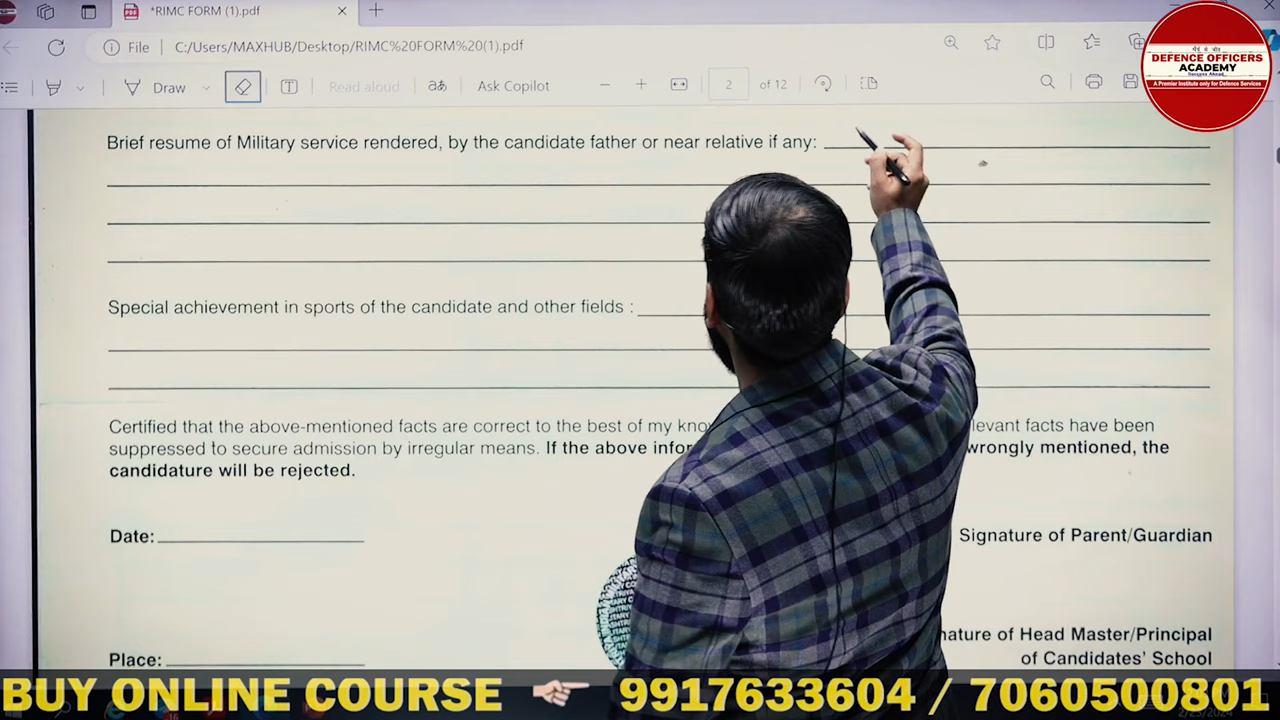 *RIMC FORM (1).pdf
File C:/Users/MAXHUB/Desktop/RIMC%20FORM%20(1).pdf
Draw Read aloud 2 of 12
धैर्य से जीत
DEFENCE OFFICERS
ACADEMY
Success Ahead..
A Premier Institute only for Defence Services
Brief resume of Military service rendered, by the candidate father or near relative if any:
Special achievement in sports of the candidate and other fields :
Certified that the above-mentioned facts are correct to the best of my levant facts have been
suppressed to secure admission by irregular means. If the above wrongly mentioned, the
candidature will be rejected.
Date:
Signature of Parent/Guardian
nature of Head Master/Principal
Place: of Candidates' School
BUY ONLINE COURSE 9917633604 / 7060500801